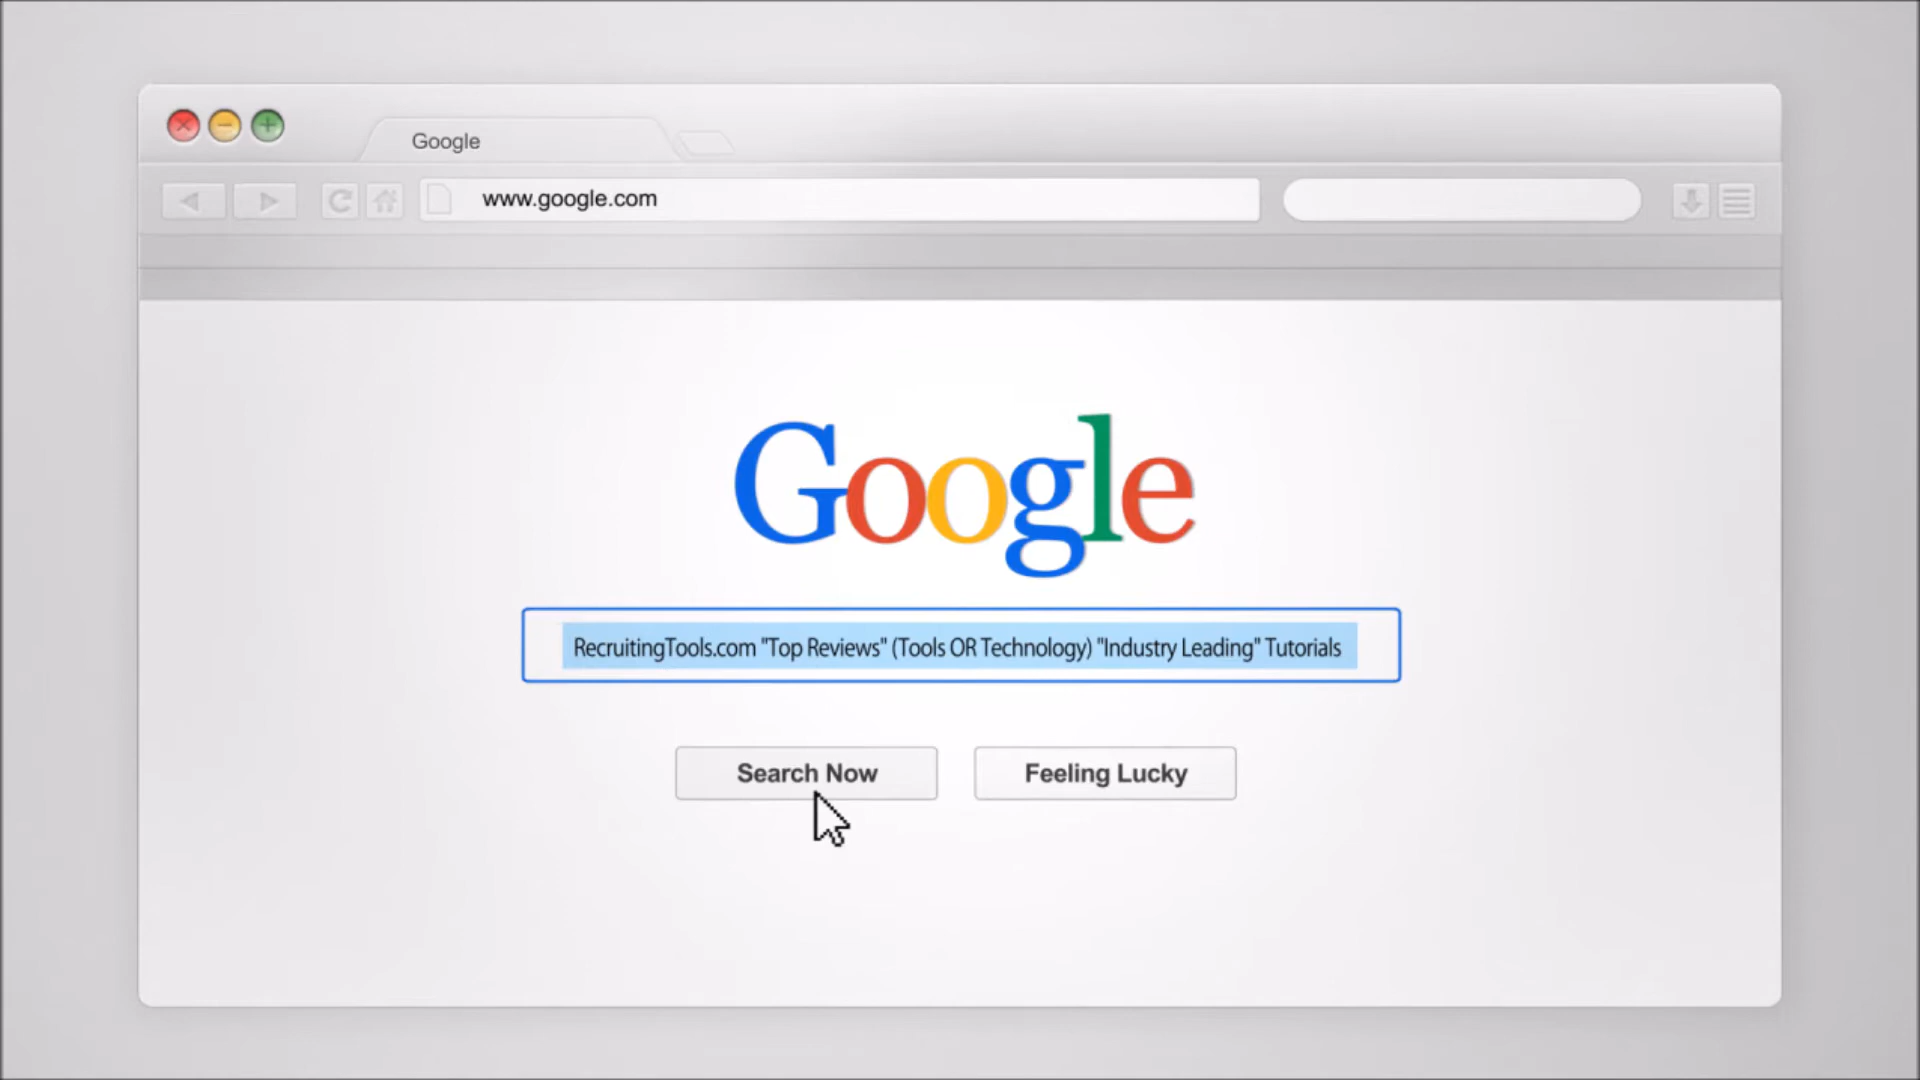 Google
www.google.com
Google
RecruitingTools.com "Top Reviews" (Tools OR Technology) "Industry Leading" Tutorials
Search Now
Feeling Lucky